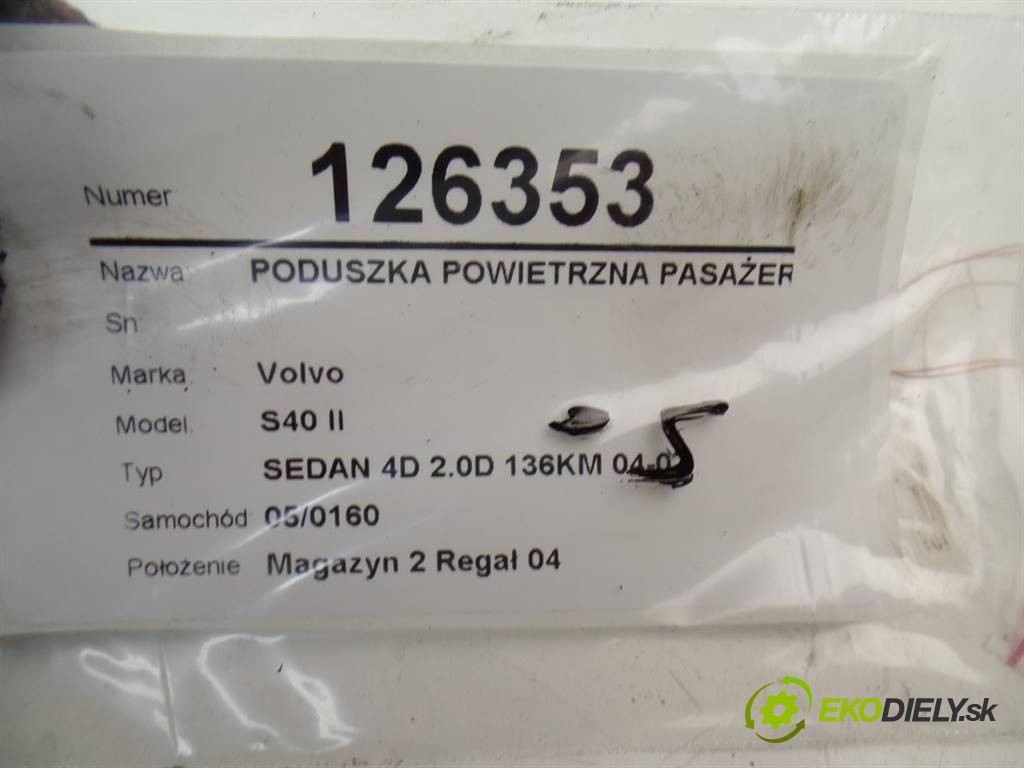 Numer 126353
Nazwa PODUSZKA POWIETRZNA PASAŻER
Sn
Marka Volvo
Model S40 II
Typ SEDAN 4D 2.0D 136KM
Samochód 05/0160
Położenie Magazyn 2 Regał 04
EKODIELY.sk